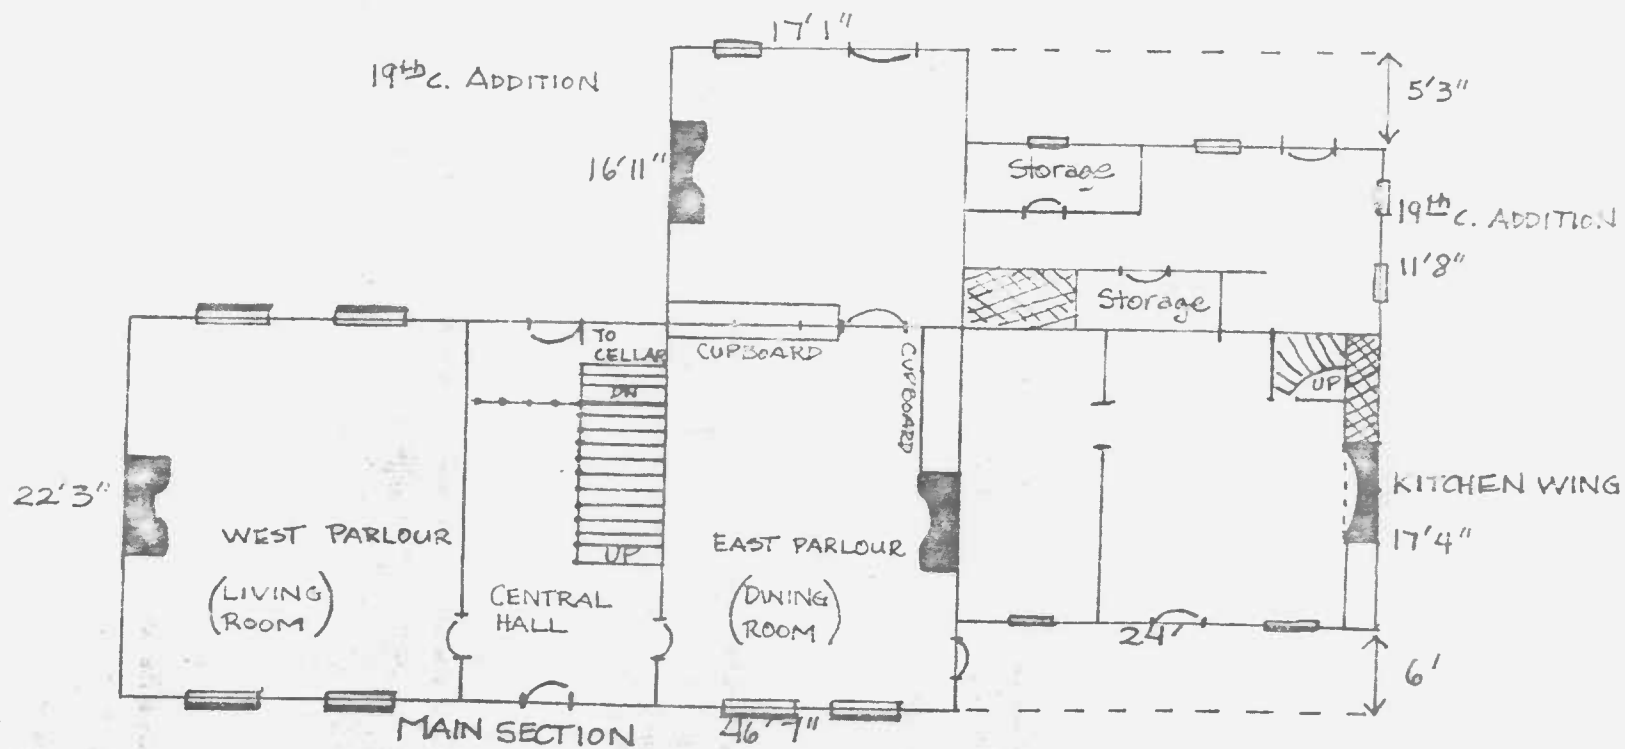 17'1"
19th C. ADDITION
5'3"
16'11"
Storage
19th C. ADDITION
11'8"
Storage
TO
CELLAR
CUPBOARD
CUPBOARD
DN
UP
22'3"
KITCHEN WING
17'4"
WEST PARLOUR
(LIVING
ROOM)
UP
EAST PARLOUR
(DINING
ROOM)
CENTRAL
HALL
24'
6'
MAIN SECTION
46'7"